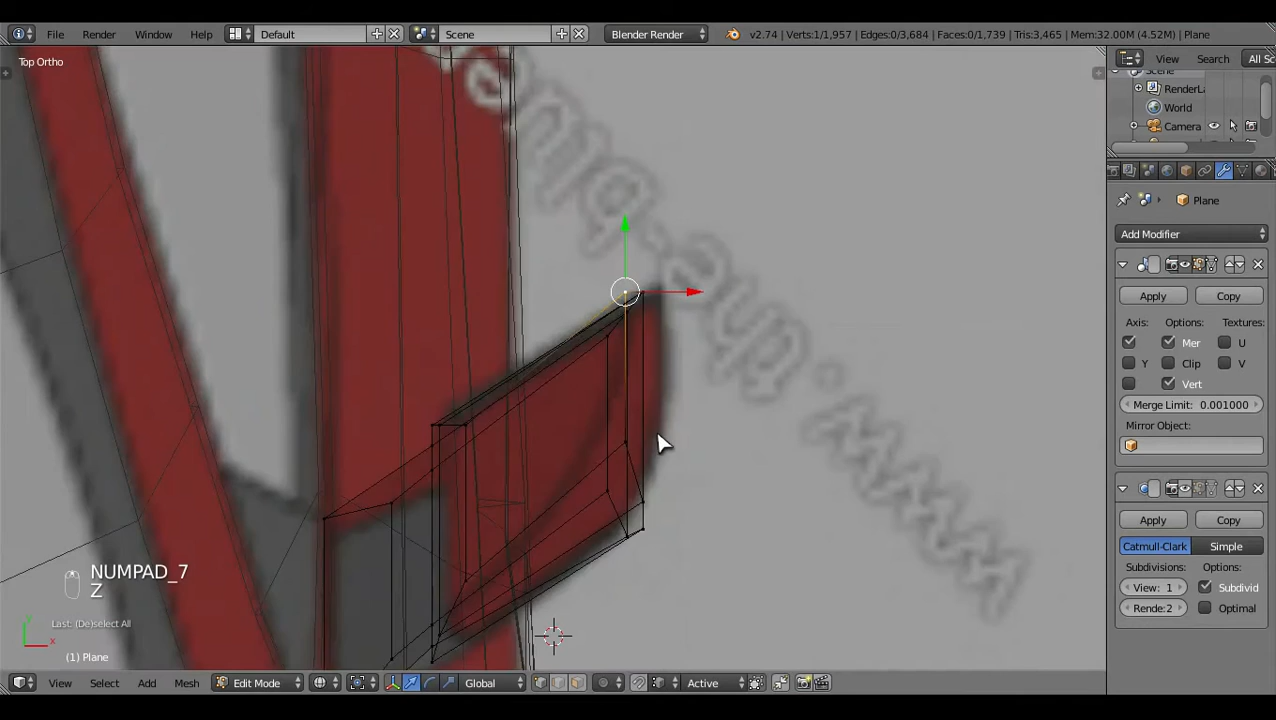 File Render Window Help Default Scene Blender Render v2.74 | Verts:1/1,957 | Edges:0/3,684 | Faces:0/1,739 | Tris:3,465 | Mem:32.00M (4.52M) | Plane
Top Ortho
View Search All Sc
Scene
RenderLa
World
Camera
Plane
Add Modifier
Apply Copy
Axis: Options: Textures:
Mer U
Y Clip V
Vert
Merge Limit: 0.001000
Mirror Object:
Apply Copy
Catmull-Clark Simple
Subdivisions: Options:
View: 1 Subdivid
Rende:2 Optimal
NUMPAD_7
Z
Last: (De)select All
y
x
(1) Plane
View Select Add Mesh Edit Mode Global Active